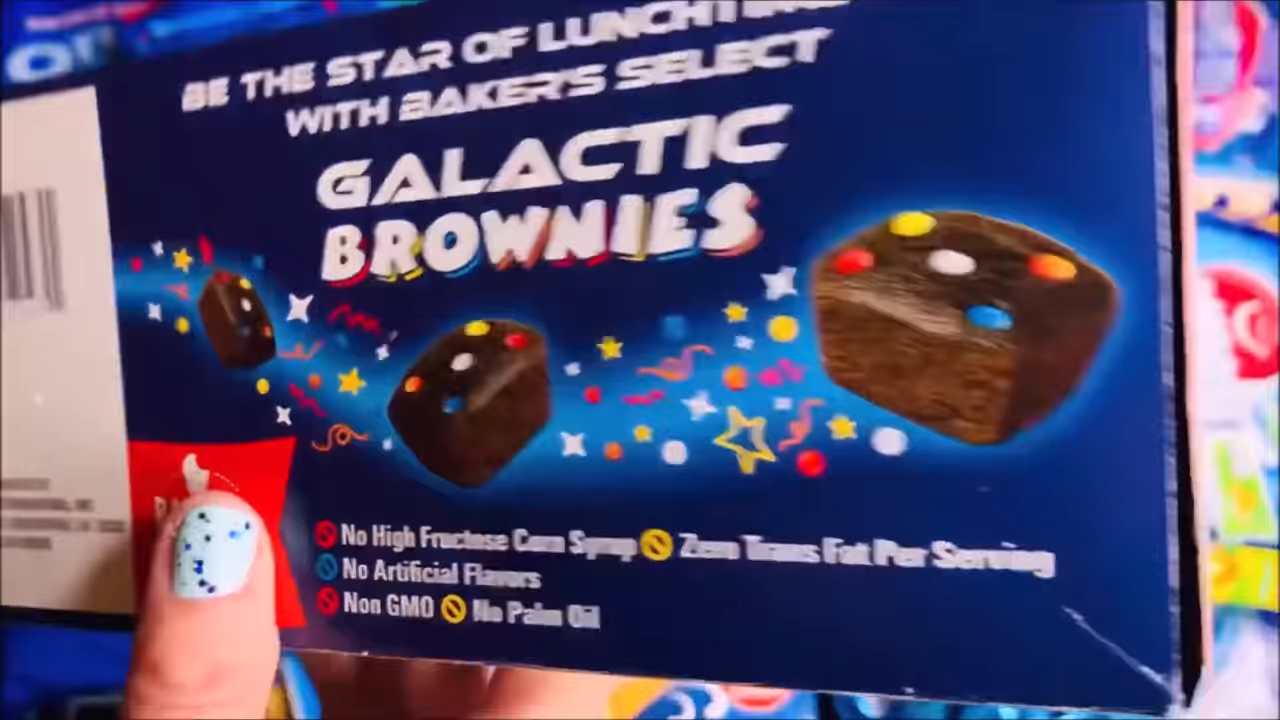 BE THE STAR OF LUNCHTIME
WITH BAKER'S SELECT
GALACTIC
BROWNIES
No High Fructose Corn Syrup Zero Trans Fat Per Serving
No Artificial Flavors
Non GMO No Palm Oil